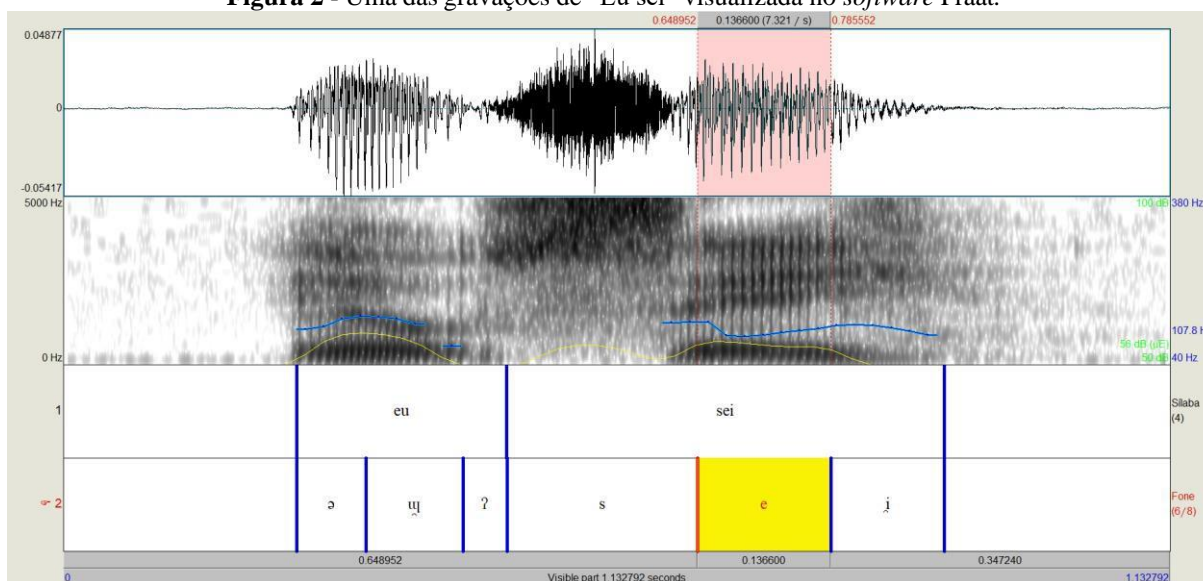 Figura 2 - Uma das gravações de "Eu sei" visualizada no software Praat.
0.648952 0.136600 (7.321 / s) 0.785552
0.04877
0
-0.05417
5000 Hz 100 dB 380 Hz
107.8 H
56 dB (µE)
0 Hz 50 dB 40 Hz
1 eu sei Sílaba
(4)
2 ə ɰ̯ ʔ s e i̯ Fone
(6/8)
0.648952 0.136600 0.347240
0 Visible part 1.132792 seconds 1.132792